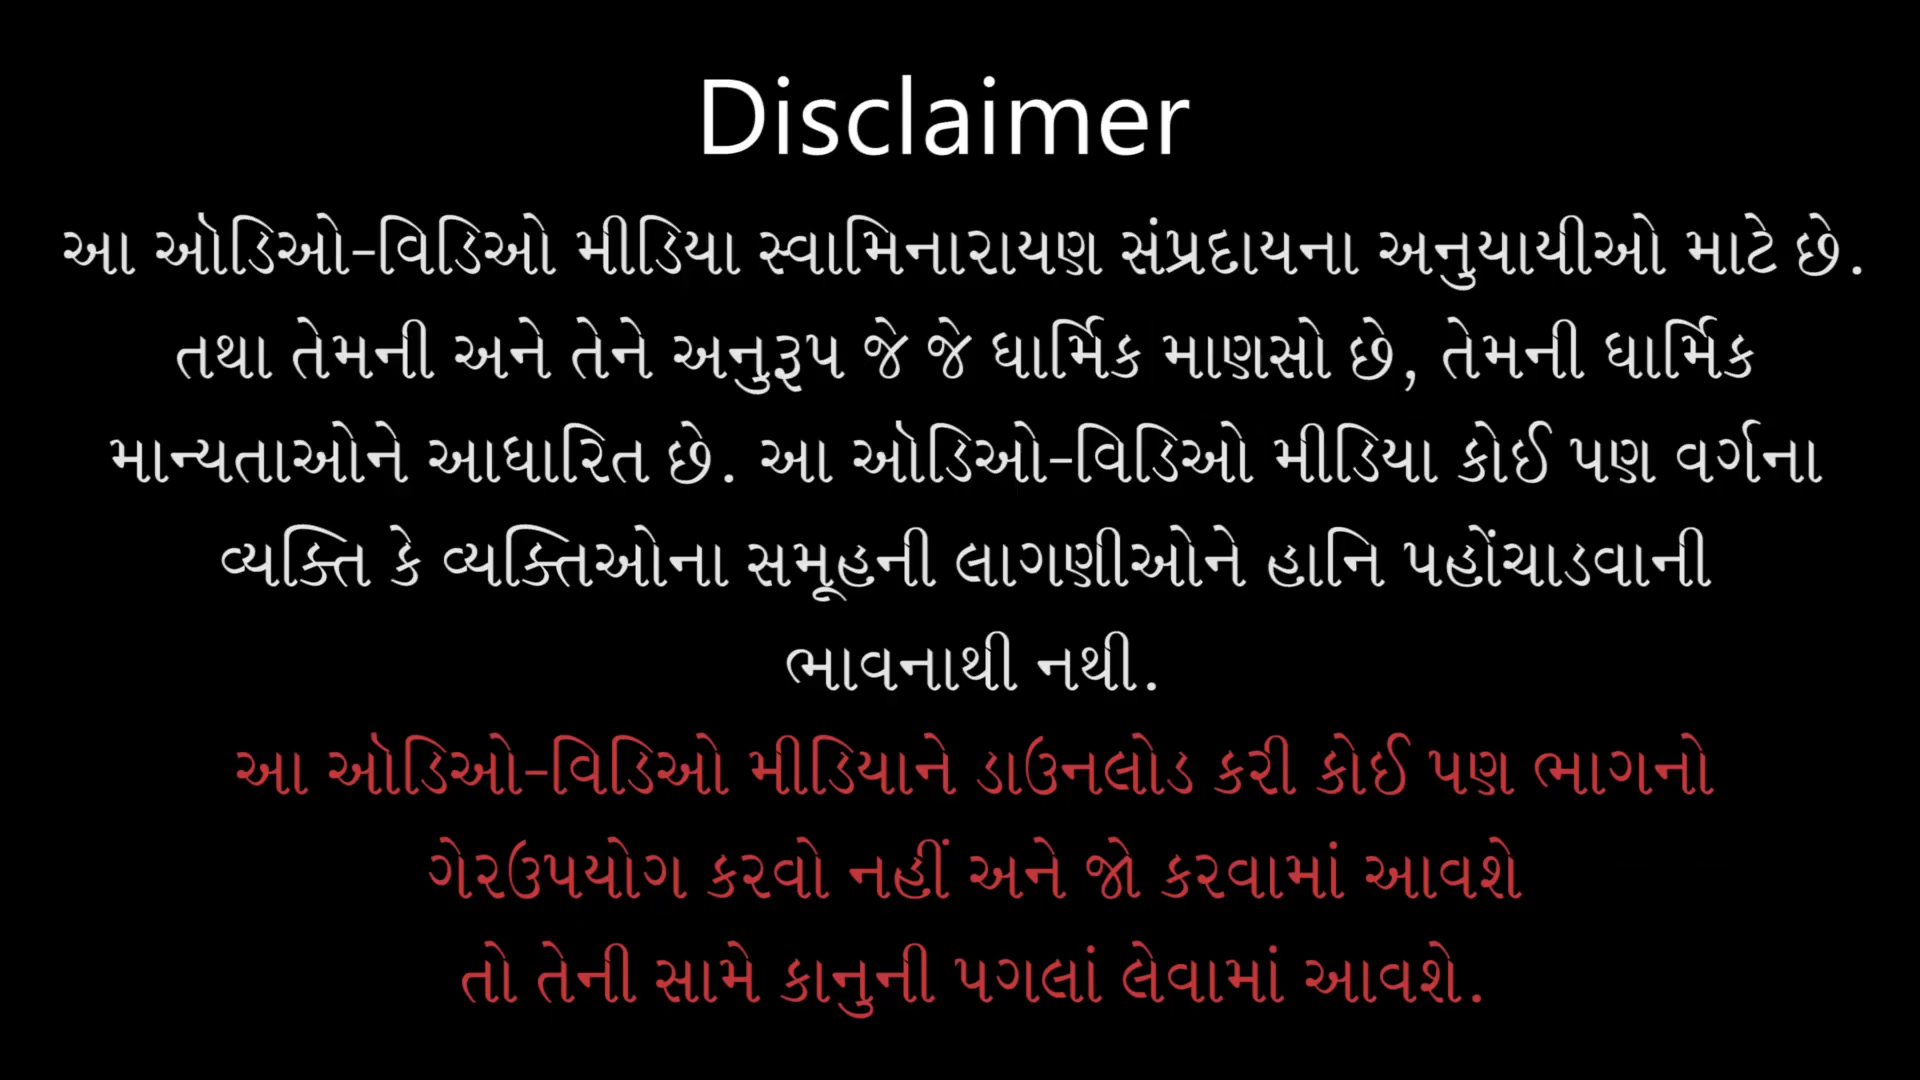 Disclaimer
આ ઑડિઓ-વિડિઓ મીડિયા સ્વામિનારાયણ સંપ્રદાયના અનુયાયીઓ માટે છે.
તથા તેમની અને તેને અનુરૂપ જે જે ધાર્મિક માણસો છે, તેમની ધાર્મિક
માન્યતાઓને આધારિત છે. આ ઑડિઓ-વિડિઓ મીડિયા કોઈ પણ વર્ગના
વ્યક્તિ કે વ્યક્તિઓના સમૂહની લાગણીઓને હાનિ પહોંચાડવાની
ભાવનાથી નથી.
આ ઑડિઓ-વિડિઓ મીડિયાને ડાઉનલોડ કરી કોઈ પણ ભાગનો
ગેરઉપયોગ કરવો નહીં અને જો કરવામાં આવશે
તો તેની સામે કાનુની પગલાં લેવામાં આવશે.